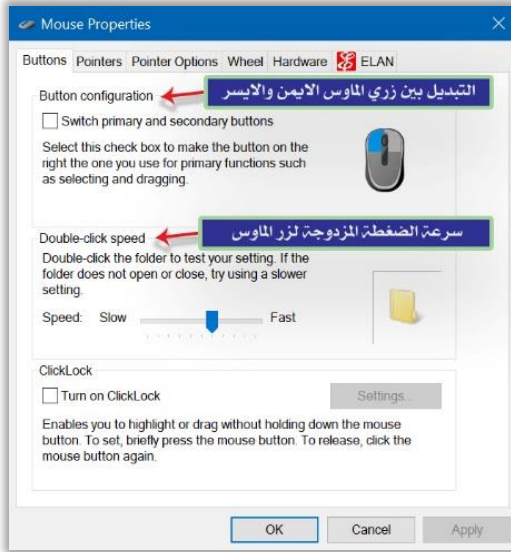 Mouse Properties
Buttons Pointers Pointer Options Wheel Hardware ELAN
Button configuration
التبديل بين زري الماوس الايمن والايسر
Switch primary and secondary buttons
Select this check box to make the button on the
right the one you use for primary functions such
as selecting and dragging.
Double-click speed
سرعة الضغطة المزدوجة لزر الماوس
Double-click the folder to test your setting. If the
folder does not open or close, try using a slower
setting.
Speed: Slow Fast
ClickLock
Turn on ClickLock
Settings...
Enables you to highlight or drag without holding down the mouse
button. To set, briefly press the mouse button. To release, click the
mouse button again.
OK Cancel Apply